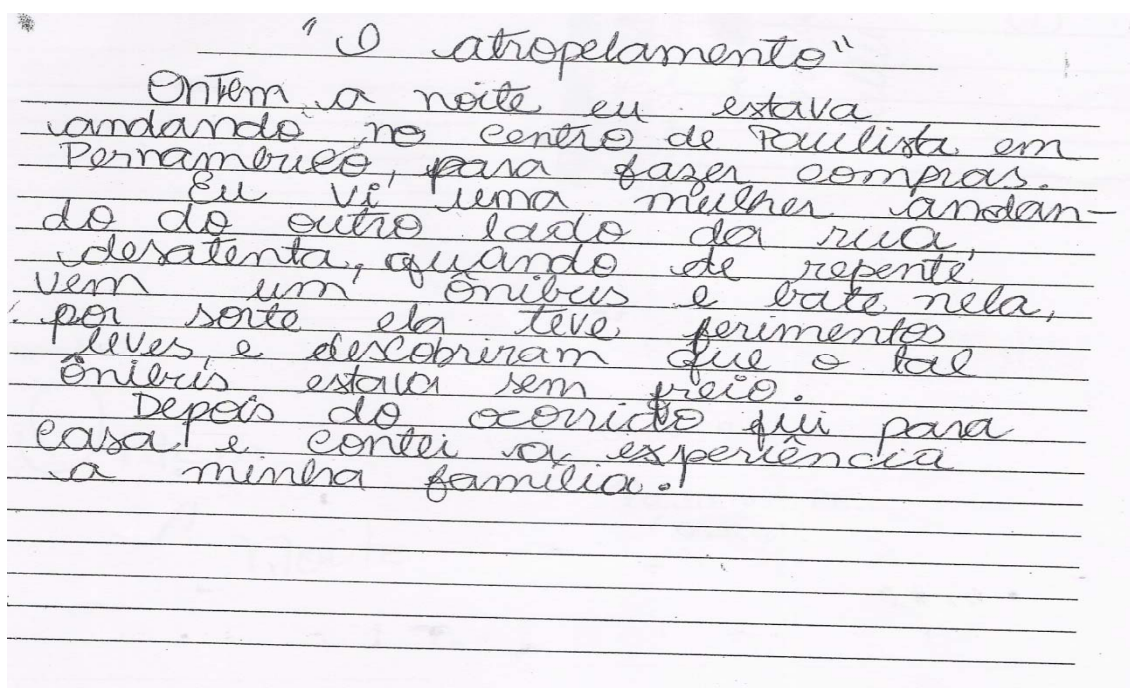 "O atropelamento"
Ontem a noite eu estava
andando no centro de Paulista em
Pernambuco, para fazer compras.
Eu vi uma mulher andan-
do do outro lado da rua,
desatenta, quando de repente
vem um ônibus e bate nela,
por sorte ela teve ferimentos
leves, e descobriram que o tal
ônibus estava sem freio.
Depois do ocorrido fui para
casa e contei a experiência
a minha família.